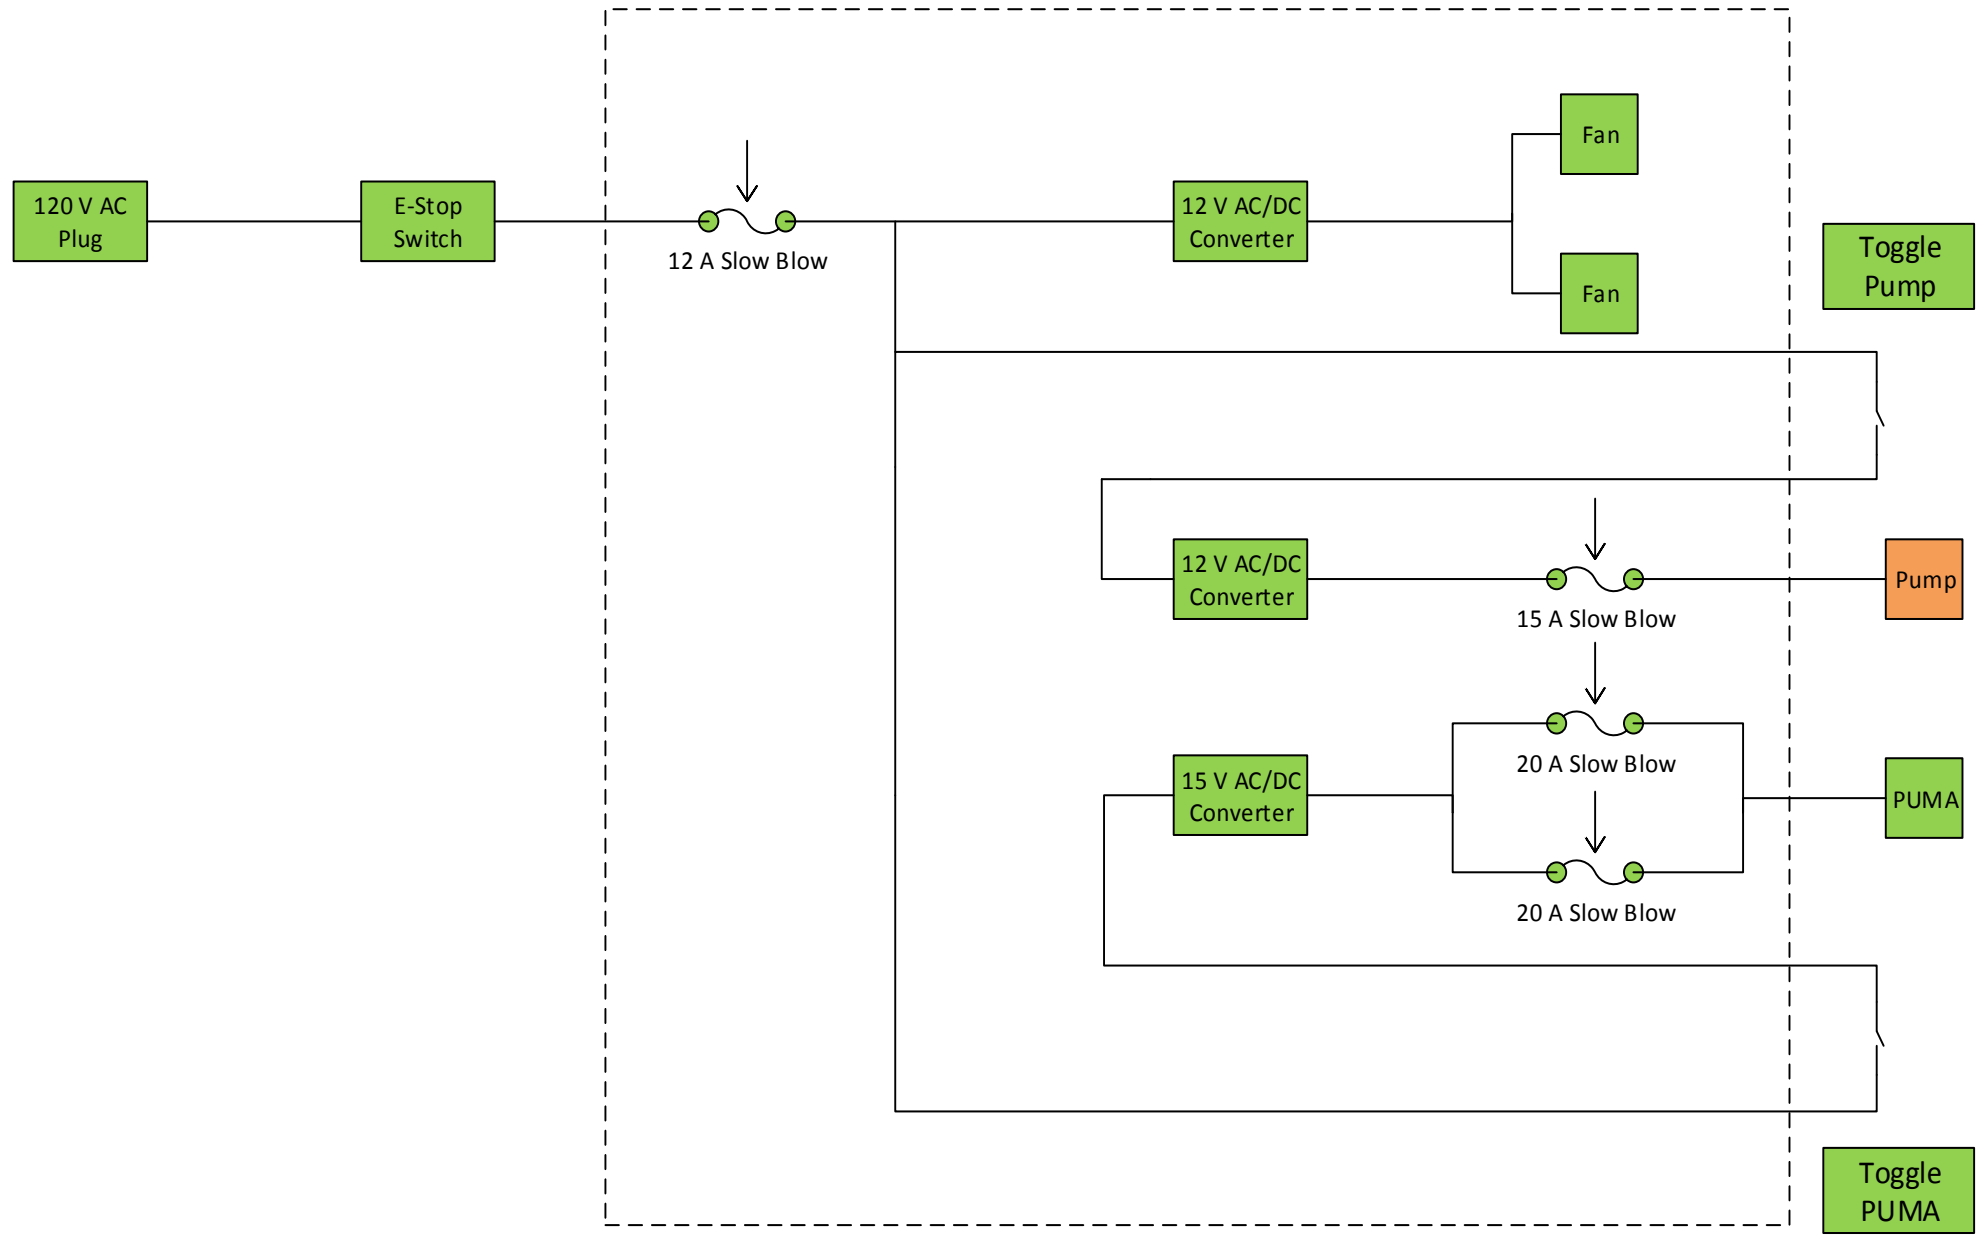 Fan
120 V AC
Plug
E-Stop
Switch
12 A Slow Blow
12 V AC/DC
Converter
Fan
Toggle
Pump
12 V AC/DC
Converter
15 A Slow Blow
Pump
20 A Slow Blow
15 V AC/DC
Converter
PUMA
20 A Slow Blow
Toggle
PUMA